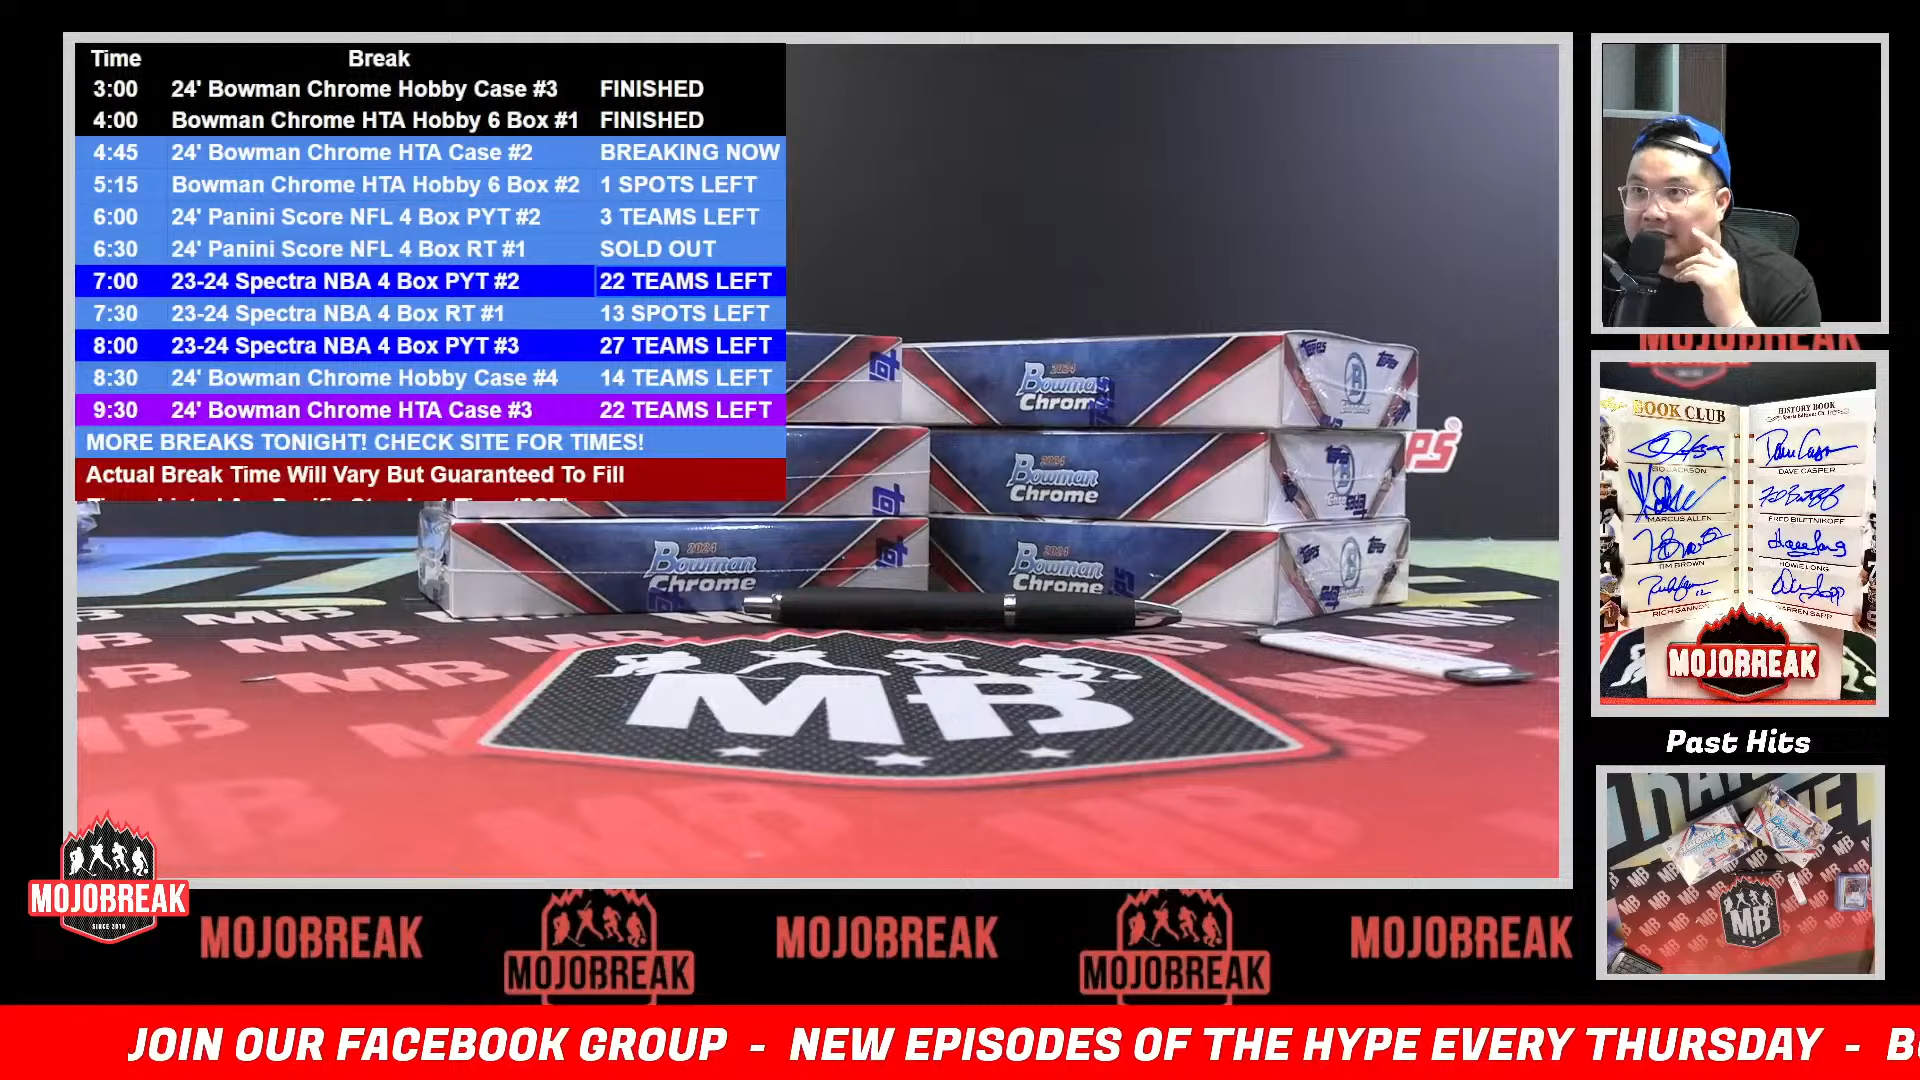 Time Break
3:00 24' Bowman Chrome Hobby Case #3 FINISHED
4:00 Bowman Chrome HTA Hobby 6 Box #1 FINISHED
4:45 24' Bowman Chrome HTA Case #2 BREAKING NOW
5:15 Bowman Chrome HTA Hobby 6 Box #2 1 SPOTS LEFT
6:00 24' Panini Score NFL 4 Box PYT #2 3 TEAMS LEFT
6:30 24' Panini Score NFL 4 Box RT #1 SOLD OUT
7:00 23-24 Spectra NBA 4 Box PYT #2 22 TEAMS LEFT
7:30 23-24 Spectra NBA 4 Box RT #1 13 SPOTS LEFT
8:00 23-24 Spectra NBA 4 Box PYT #3 27 TEAMS LEFT
8:30 24' Bowman Chrome Hobby Case #4 14 TEAMS LEFT
9:30 24' Bowman Chrome HTA Case #3 22 TEAMS LEFT
MORE BREAKS TONIGHT! CHECK SITE FOR TIMES!
Actual Break Time Will Vary But Guaranteed To Fill
2024 Bowman Chrome
topps
2024 Bowman Chrome
2024 Bowman Chrome
2024 Bowman Chrome
MB
MOJOBREAK
BOOK CLUB
HISTORY BOOK
BO JACKSON
DAVE CASPER
MARCUS ALLEN
FRED BILETNIKOFF
TIM BROWN
HOWIE LONG
RICH GANNON
WARREN SAPP
MOJOBREAK
Past Hits
MB
MOJOBREAK
SINCE 2010
MOJOBREAK
MOJOBREAK
MOJOBREAK
MOJOBREAK
MOJOBREAK
JOIN OUR FACEBOOK GROUP - NEW EPISODES OF THE HYPE EVERY THURSDAY -